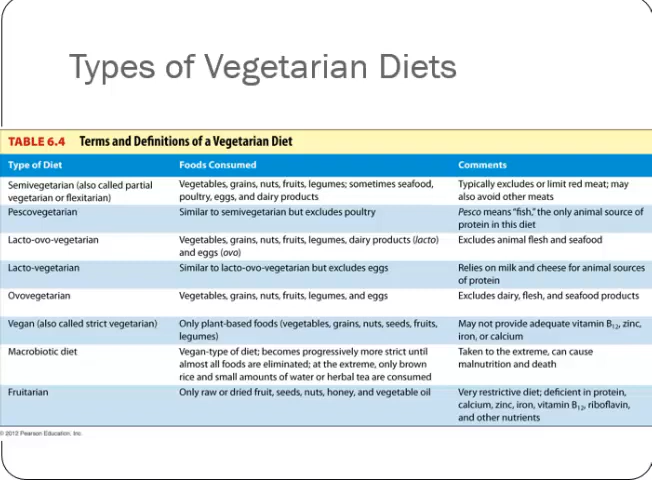 Types of Vegetarian Diets
TABLE 6.4 Terms and Definitions of a Vegetarian Diet
Type of Diet Foods Consumed Comments
Semivegetarian (also called partial vegetarian or flexitarian) Vegetables, grains, nuts, fruits, legumes; sometimes seafood, poultry, eggs, and dairy products Typically excludes or limit red meat; may also avoid other meats
Pescovegetarian Similar to semivegetarian but excludes poultry Pesco means “fish,” the only animal source of protein in this diet
Lacto-ovo-vegetarian Vegetables, grains, nuts, fruits, legumes, dairy products (lacto) and eggs (ovo) Excludes animal flesh and seafood
Lacto-vegetarian Similar to lacto-ovo-vegetarian but excludes eggs Relies on milk and cheese for animal sources of protein
Ovovegetarian Vegetables, grains, nuts, fruits, legumes, and eggs Excludes dairy, flesh, and seafood products
Vegan (also called strict vegetarian) Only plant-based foods (vegetables, grains, nuts, seeds, fruits, legumes) May not provide adequate vitamin B12, zinc, iron, or calcium
Macrobiotic diet Vegan-type of diet; becomes progressively more strict until almost all foods are eliminated; at the extreme, only brown rice and small amounts of water or herbal tea are consumed Taken to the extreme, can cause malnutrition and death
Fruitarian Only raw or dried fruit, seeds, nuts, honey, and vegetable oil Very restrictive diet; deficient in protein, calcium, zinc, iron, vitamin B12, riboflavin, and other nutrients
© 2012 Pearson Education, Inc.